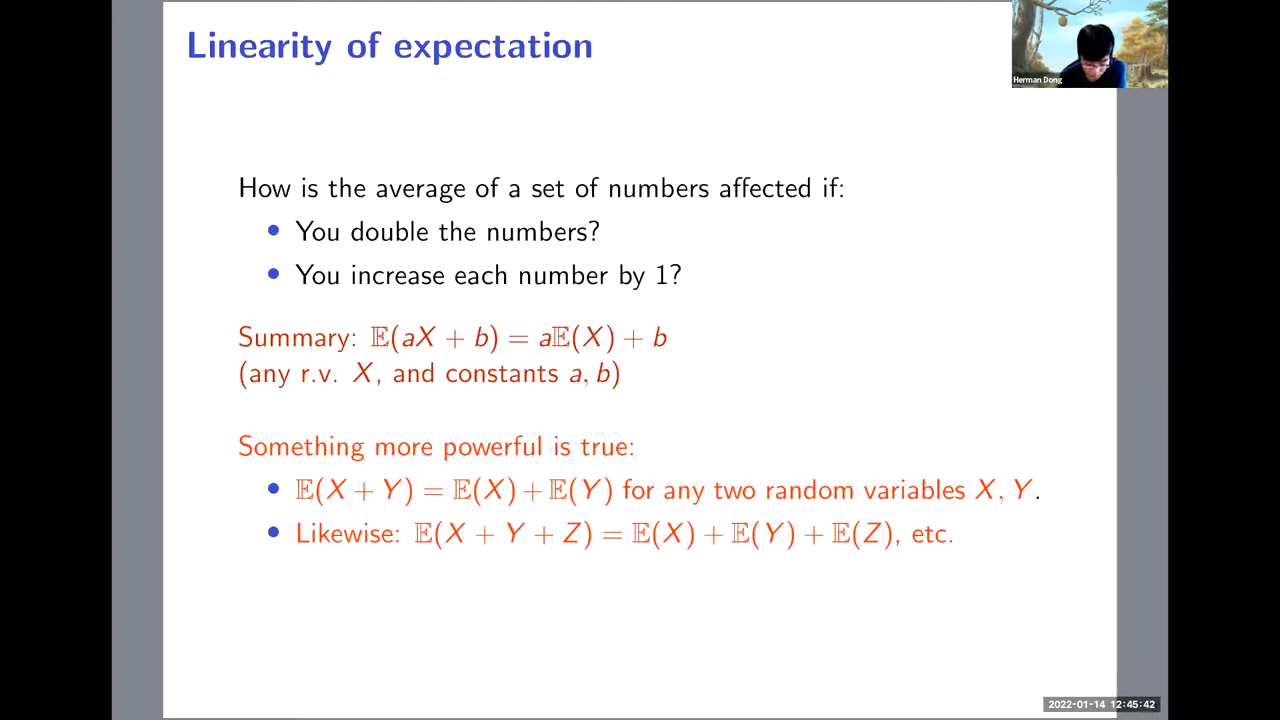 Linearity of expectation
Herman Dong
How is the average of a set of numbers affected if:
• You double the numbers?
• You increase each number by 1?
Summary: 𝔼(aX + b) = a𝔼(X) + b
(any r.v. X, and constants a, b)
Something more powerful is true:
• 𝔼(X + Y) = 𝔼(X) + 𝔼(Y) for any two random variables X, Y.
• Likewise: 𝔼(X + Y + Z) = 𝔼(X) + 𝔼(Y) + 𝔼(Z), etc.
2022-01-14 12:45:42